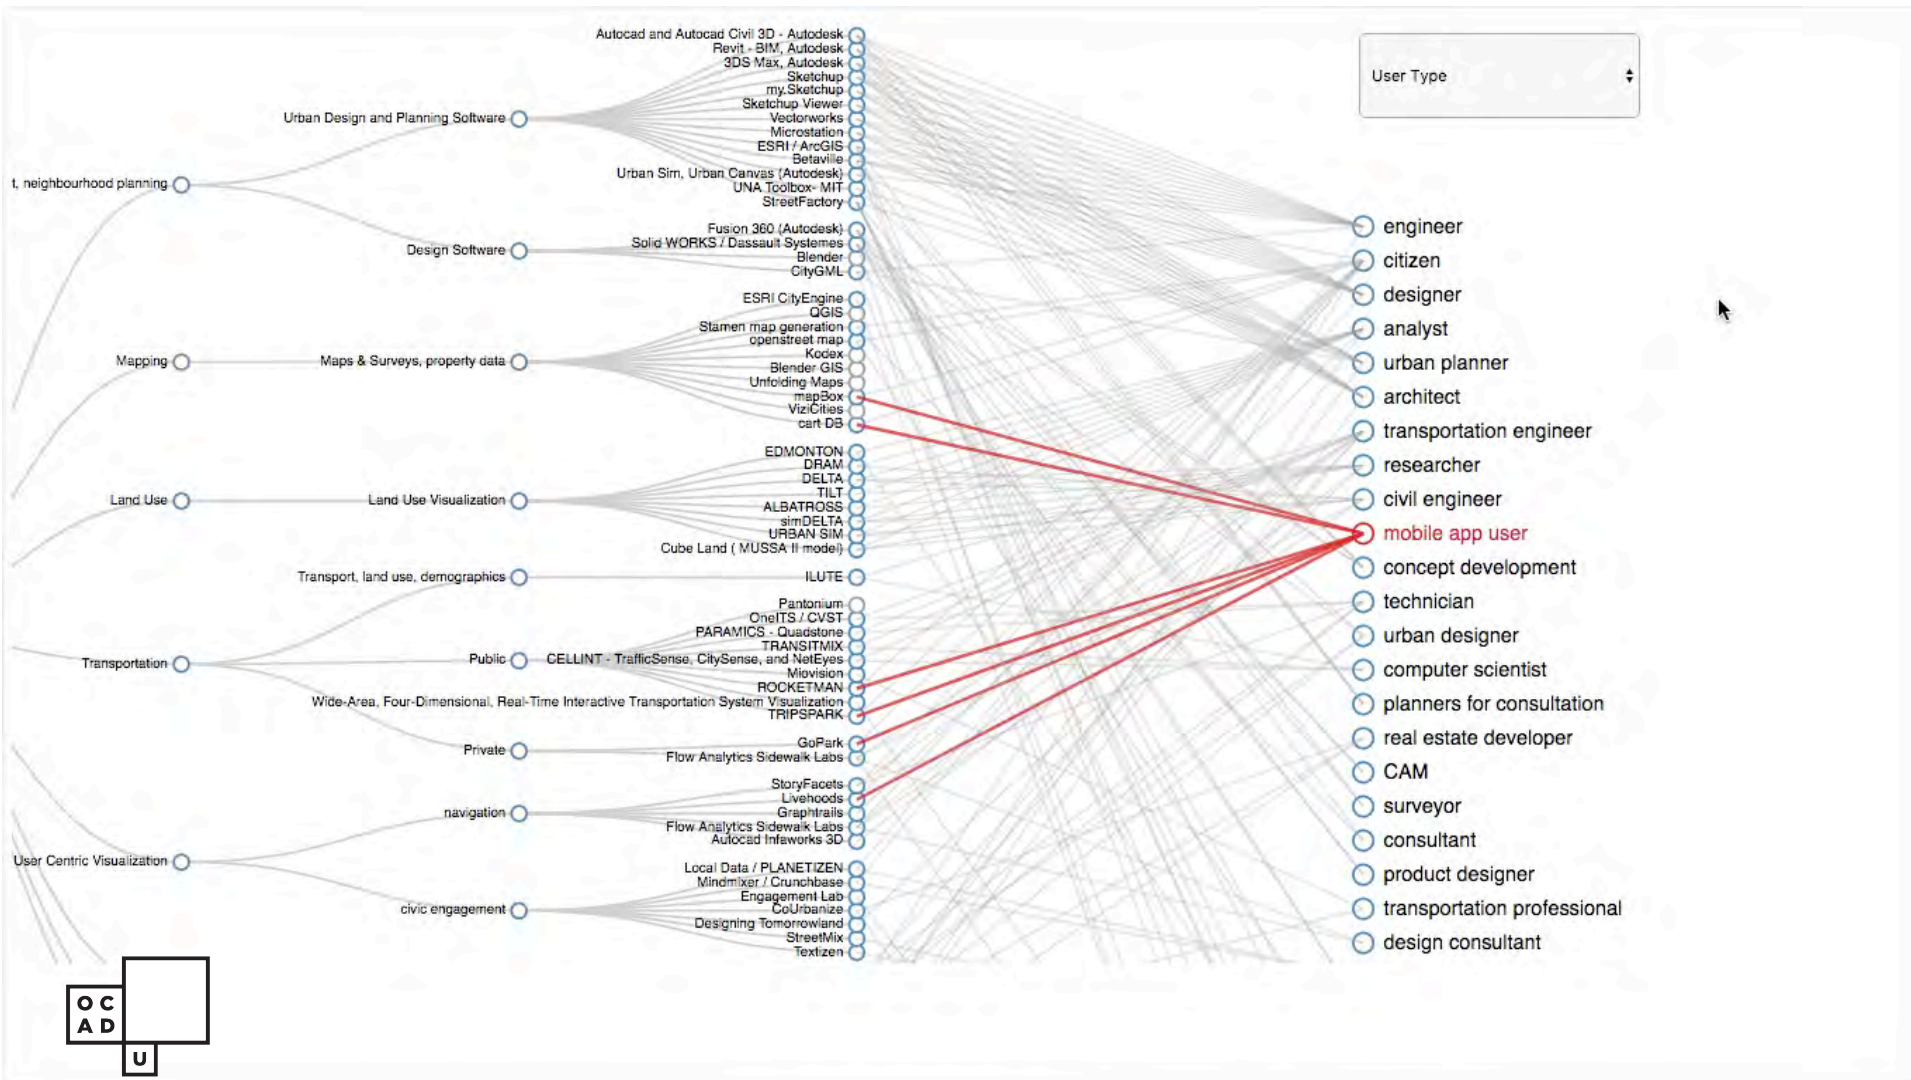 t, neighbourhood planning
Mapping
Land Use
Transportation
User Centric Visualization
Urban Design and Planning Software
Design Software
Maps & Surveys, property data
Land Use Visualization
Transport, land use, demographics
Public
Private
navigation
civic engagement
Autocad and Autocad Civil 3D - Autodesk
Revit - BIM, Autodesk
3DS Max, Autodesk
Sketchup
my.Sketchup
Sketchup Viewer
Vectorworks
Microstation
ESRI / ArcGIS
Betaville
Urban Sim, Urban Canvas (Autodesk)
UNA Toolbox- MIT
StreetFactory
Fusion 360 (Autodesk)
Solid WORKS / Dassault Systemes
Blender
CityGML
ESRI CityEngine
QGIS
Stamen map generation
openstreet map
Kodex
Blender GIS
Unfolding Maps
mapBox
ViziCities
cart DB
EDMONTON
DRAM
DELTA
TILT
ALBATROSS
simDELTA
URBAN SIM
Cube Land ( MUSSA II model)
ILUTE
Pantonium
OneITS / CVST
PARAMICS - Quadstone
TRANSITMIX
CELLINT - TrafficSense, CitySense, and NetEyes
Miovision
ROCKETMAN
Wide-Area, Four-Dimensional, Real-Time Interactive Transportation System Visualization
TRIPSPARK
GoPark
Flow Analytics Sidewalk Labs
StoryFacets
Livehoods
Graphtrails
Flow Analytics Sidewalk Labs
Autocad Infaworks 3D
Local Data / PLANETIZEN
Mindmixer / Crunchbase
Engagement Lab
CoUrbanize
Designing Tomorrowland
StreetMix
Textizen
User Type
engineer
citizen
designer
analyst
urban planner
architect
transportation engineer
researcher
civil engineer
mobile app user
concept development
technician
urban designer
computer scientist
planners for consultation
real estate developer
CAM
surveyor
consultant
product designer
transportation professional
design consultant
OC
AD
U